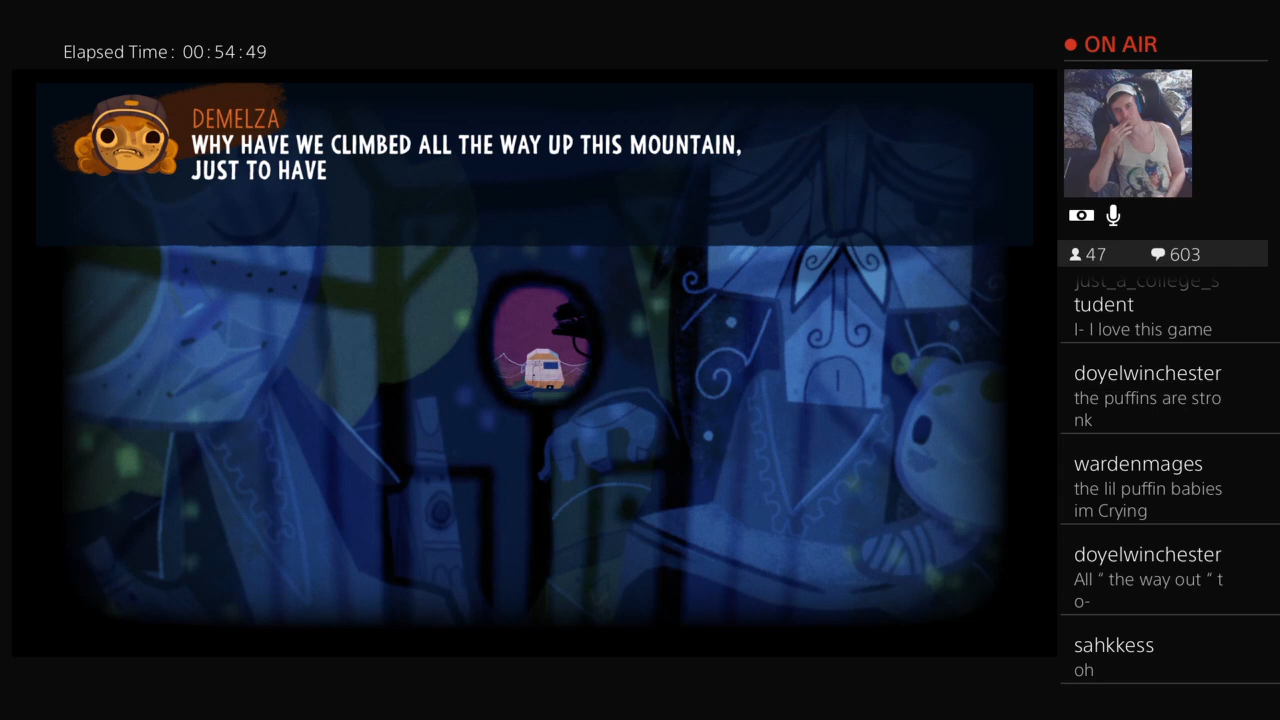 Elapsed Time: 00:54:49
ON AIR
DEMELZA
WHY HAVE WE CLIMBED ALL THE WAY UP THIS MOUNTAIN,
JUST TO HAVE
47 603
just_a_college_s
tudent
I- I love this game
doyelwinchester
the puffins are stro
nk
wardenmages
the lil puffin babies
im Crying
doyelwinchester
All “ the way out “ t
o-
sahkkess
oh